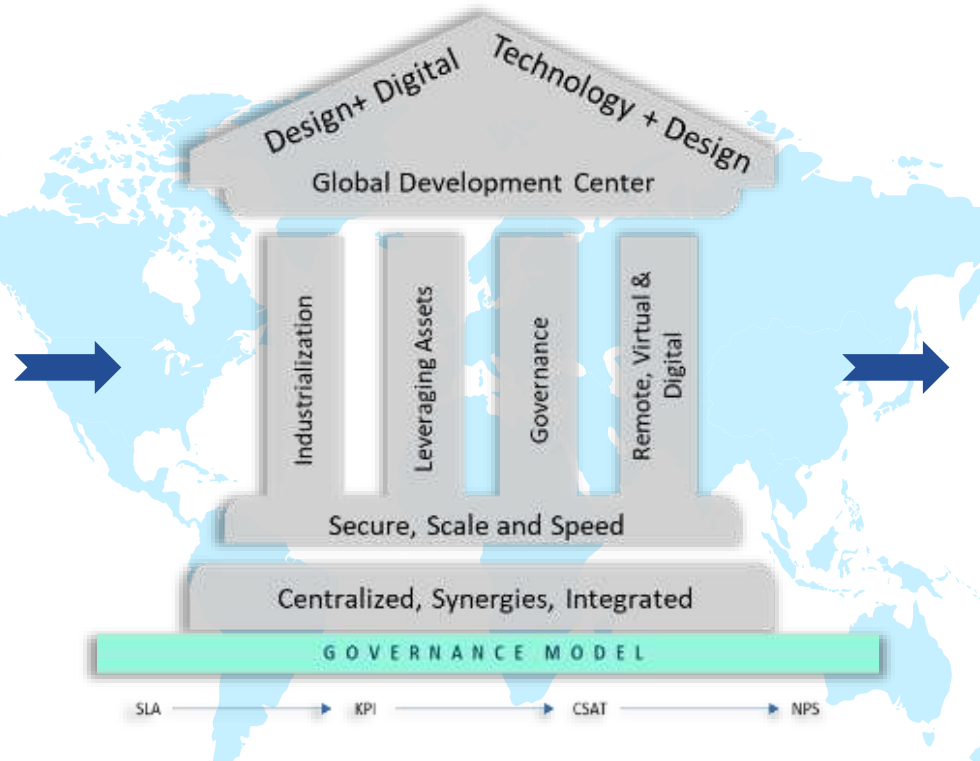 Design+ Digital
Technology + Design
Global Development Center
Industrialization
Leveraging Assets
Governance
Remote, Virtual &
Digital
Secure, Scale and Speed
Centralized, Synergies, Integrated
GOVERNANCE MODEL
SLA KPI CSAT NPS